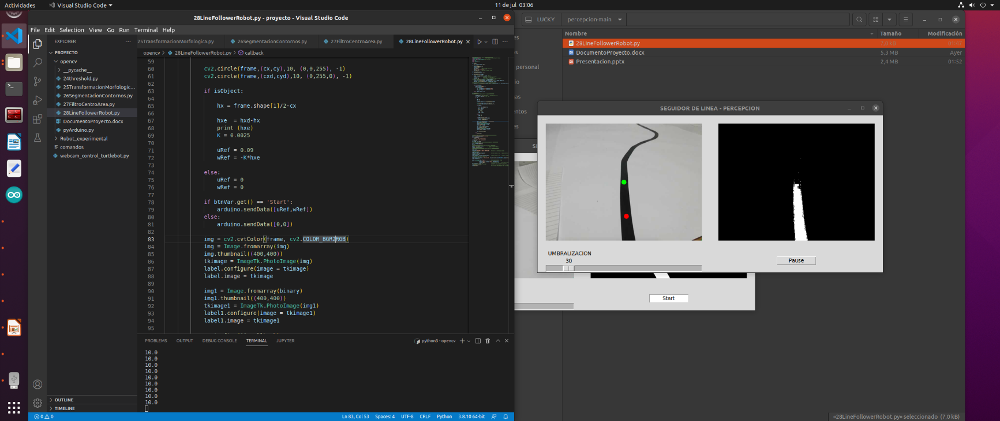 Actividades
Visual Studio Code
11 de jul 03:06
28LineFollowerRobot.py - proyecto - Visual Studio Code
File Edit Selection View Go Run Terminal Help
EXPLORER
PROYECTO
opencv
__pycache__
24threshold.py
25TransformacionMorfologic...
26SegmentacionContornos.py
27FiltroCentroArea.py
28LineFollowerRobot.py
DocumentoProyecto.docx
pyArduino.py
Robot_experimental
comandos
webcam_control_turtlebot.py
OUTLINE
TIMELINE
25TransformacionMorfologica.py
26SegmentacionContornos.py
27FiltroCentroArea.py
28LineFollowerRobot.py
opencv > 28LineFollowerRobot.py > callback
59
60 cv2.circle(frame,(cx,cy),10, (0,0,255), -1)
61 cv2.circle(frame,(cxd,cyd),10, (0,255,0), -1)
62
63 if isObject:
64
65 hx = frame.shape[1]/2-cx
66
67 hxe  = hxd-hx
68 print (hxe)
69 K = 0.0025
70
71 uRef = 0.09
72 wRef = -K*hxe
73
74 else:
75 uRef = 0
76 wRef = 0
77
78 if btnVar.get() == 'Start':
79 arduino.sendData([uRef,wRef])
80 else:
81 arduino.sendData([0,0])
82
83 img = cv2.cvtColor(frame, cv2.COLOR_BGR2RGB)
84 img = Image.fromarray(img)
85 img.thumbnail((400,400))
86 tkimage = ImageTk.PhotoImage(img)
87 label.configure(image = tkimage)
88 label.image = tkimage
89
90 img1 = Image.fromarray(binary)
91 img1.thumbnail((400,400))
92 tkimage1 = ImageTk.PhotoImage(img1)
93 label1.configure(image = tkimage1)
94 label1.image = tkimage1
95
PROBLEMS OUTPUT DEBUG CONSOLE TERMINAL JUPYTER
python3 - opencv
10.0
10.0
10.0
10.0
10.0
10.0
10.0
10.0
10.0
0 0
Ln 83, Col 53 Spaces: 4 UTF-8 CRLF Python 3.8.10 64-bit
LUCKY
percepcion-main
Nombre Tamaño Modificación
28LineFollowerRobot.py 7,0 kB 01:47
DocumentoProyecto.docx 5,3 MB Ayer
Presentacion.pptx 2,4 MB 01:52
personal
SEGUIDOR DE LINEA - PERCEPCION
UMBRALIZACION
30
Pause
Start
«28LineFollowerRobot.py» seleccionado (7,0 kB)